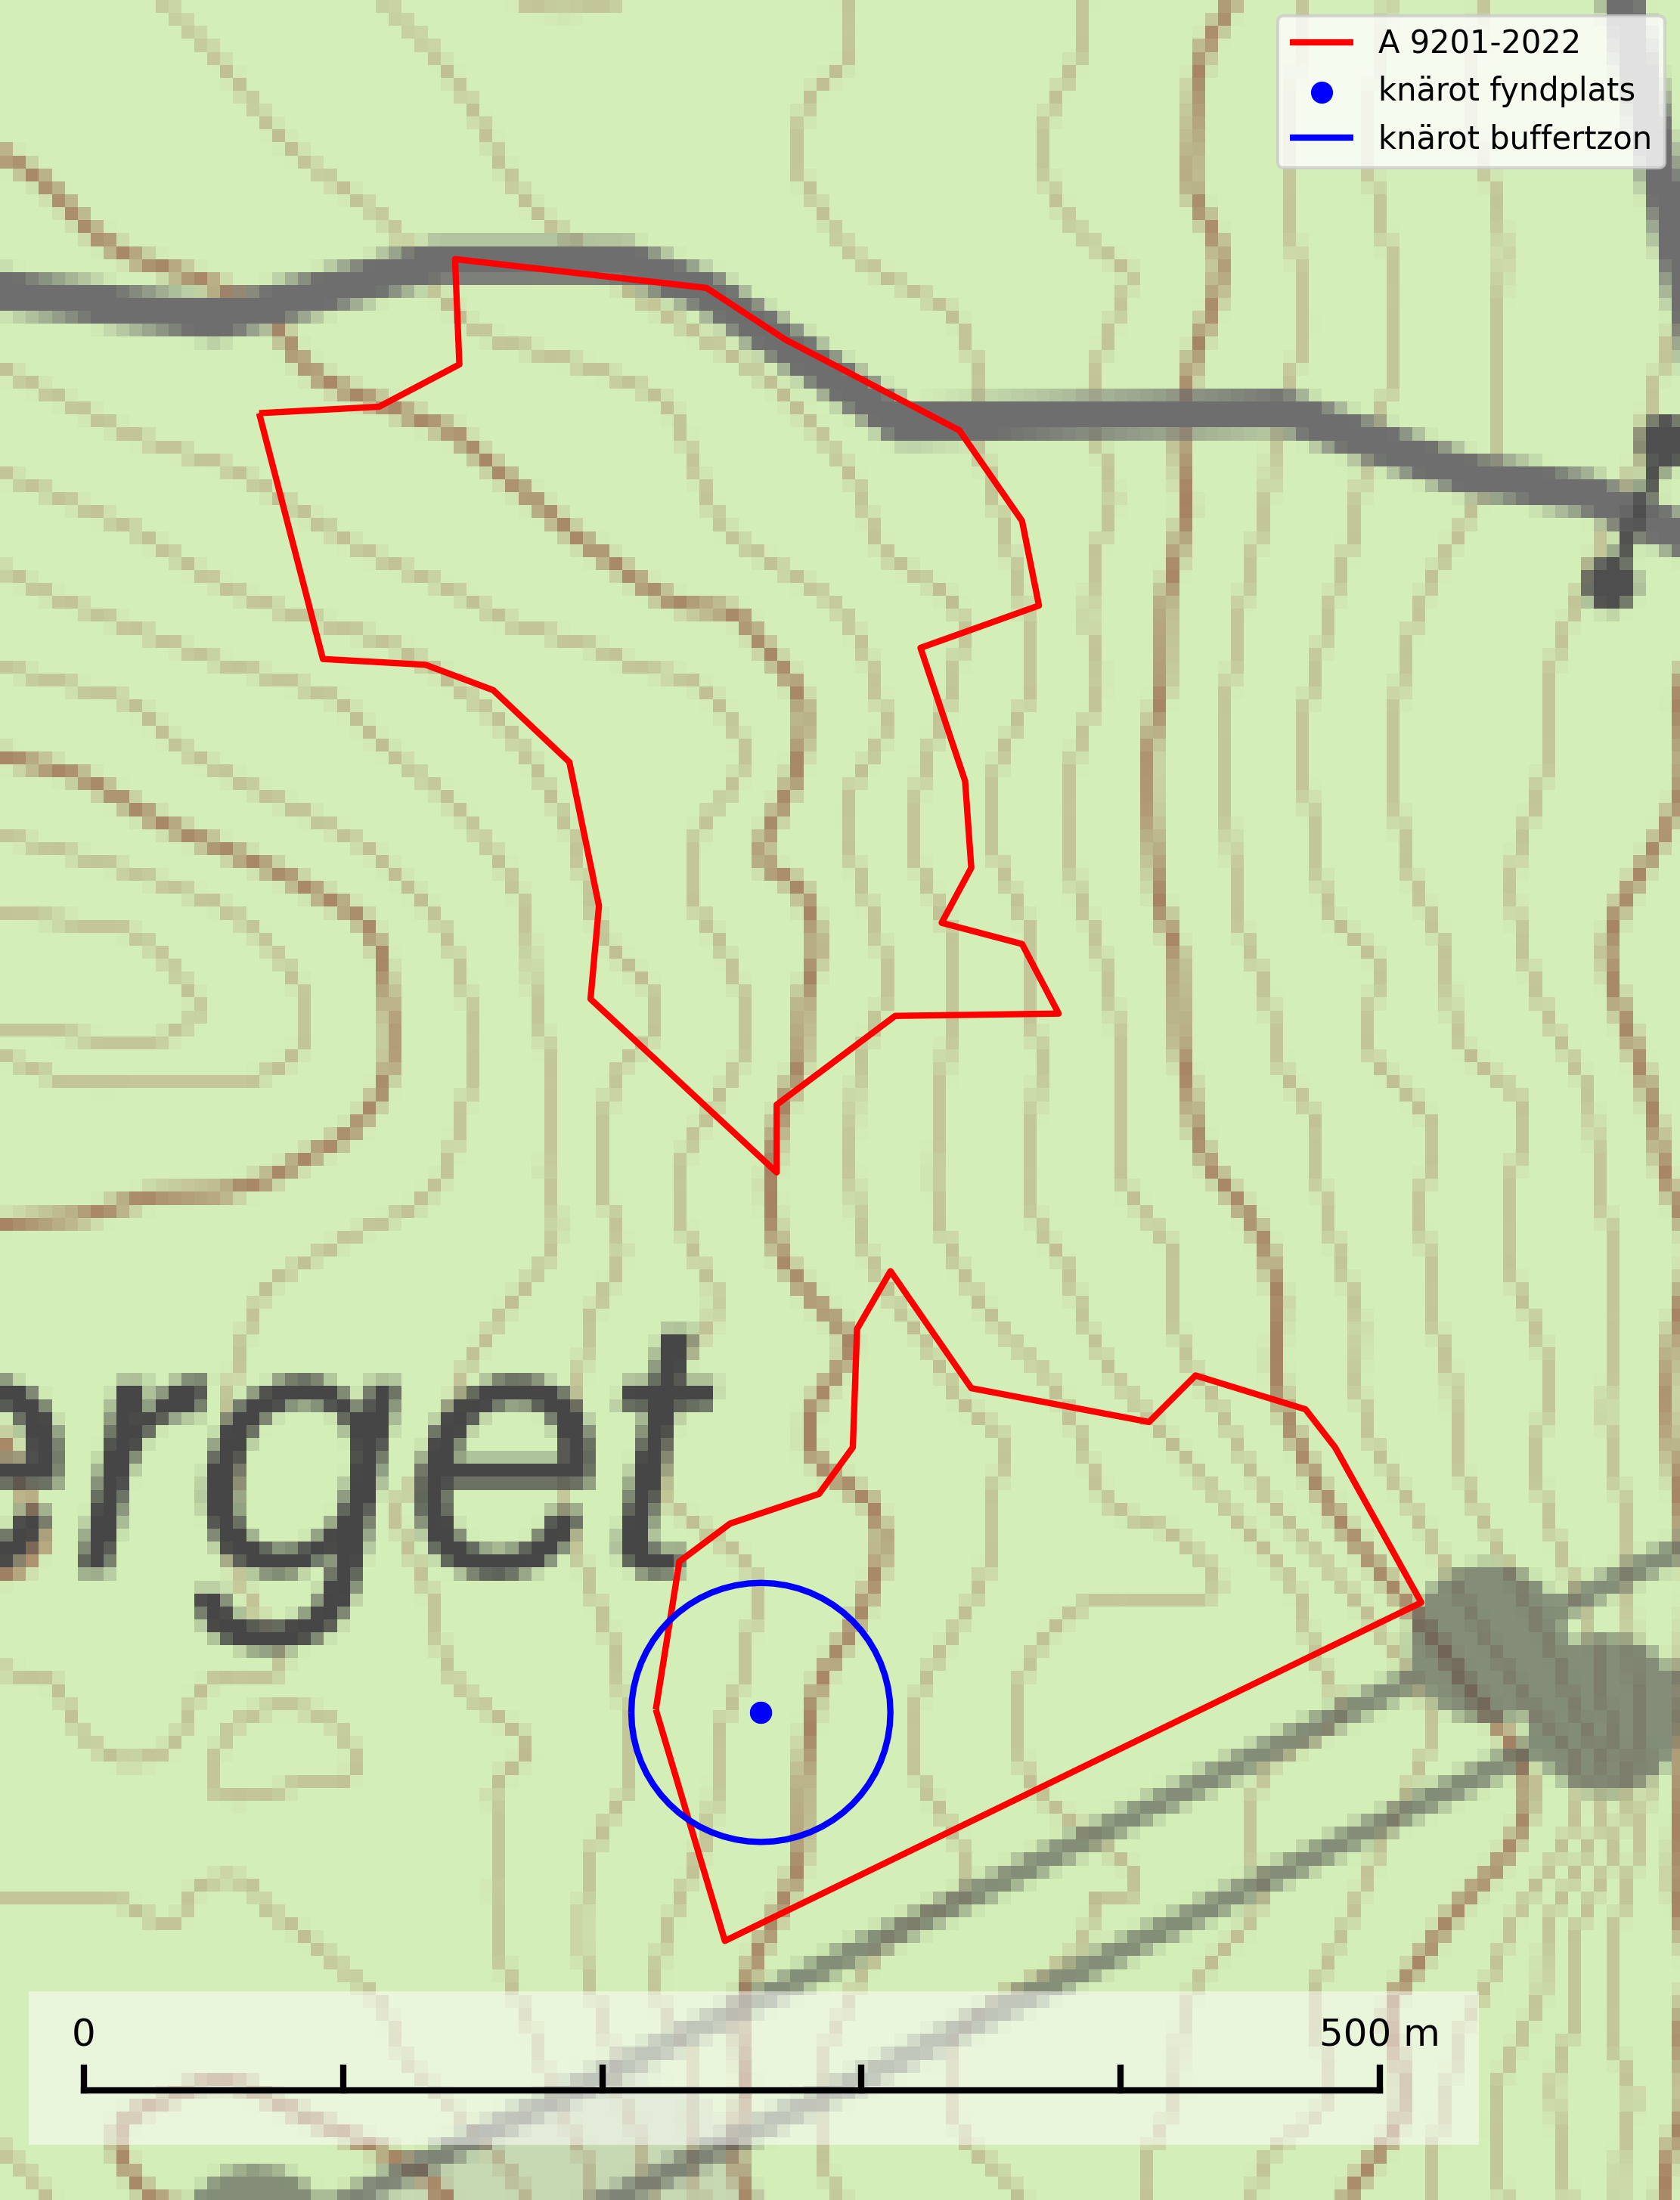 A 9201-2022
knärot fyndplats
knärot buffertzon
erget
0
500 m